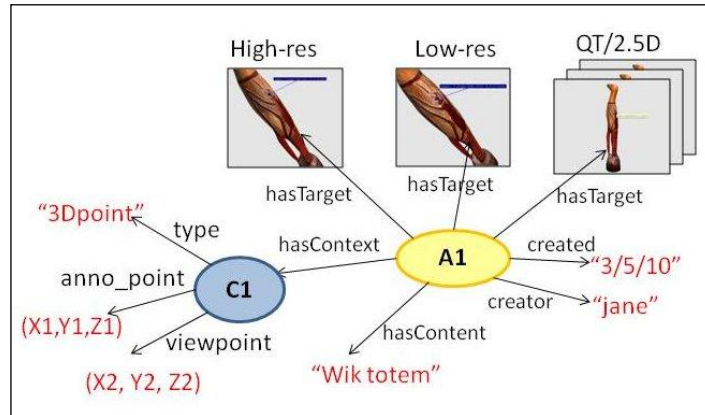 High-res
Low-res
QT/2.5D
hasTarget
hasTarget
hasTarget
“3Dpoint”
type
hasContext
A1
created
“3/5/10”
anno_point
C1
creator
“jane”
(X1,Y1,Z1)
viewpoint
hasContent
(X2, Y2, Z2)
“Wik totem”